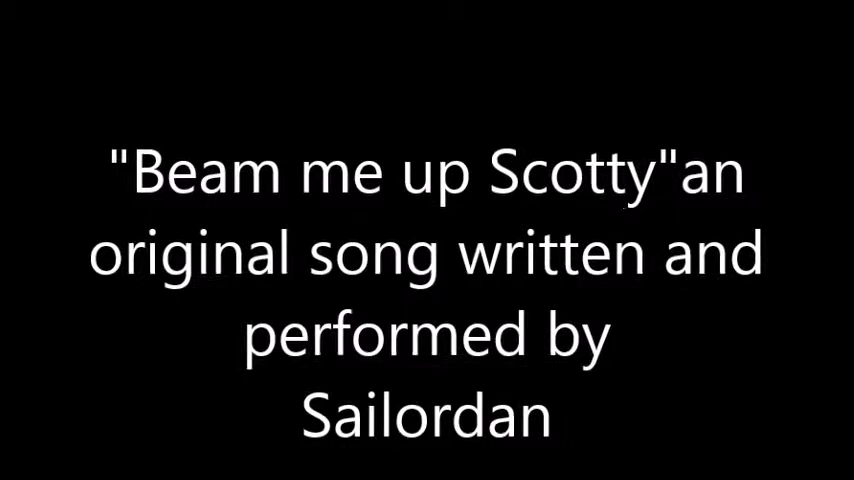 "Beam me up Scotty"an
original song written and
performed by
Sailordan